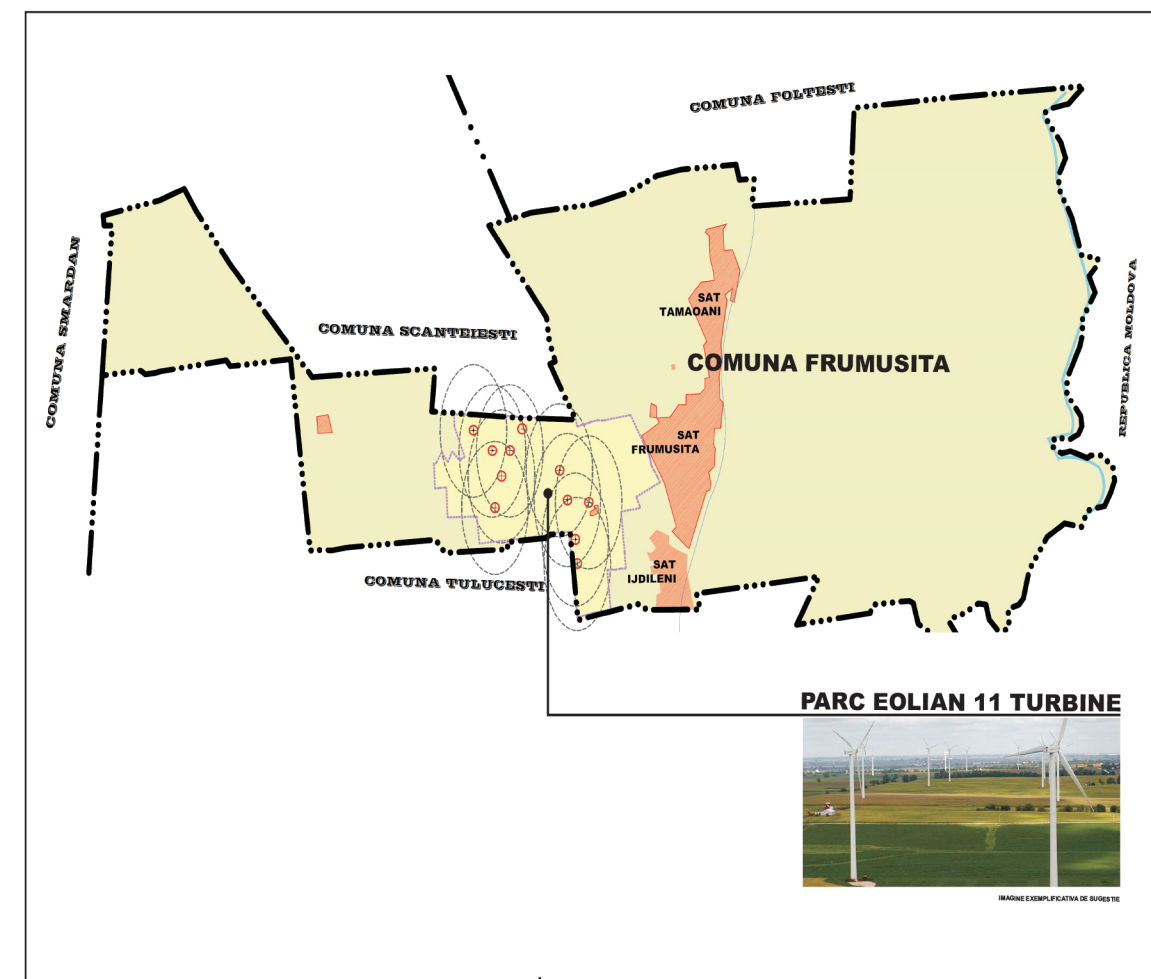 COMUNA FOLTESTI
COMUNA SMARDAN
REPUBLICA MOLDOVA
SAT
TAMAOANI
COMUNA SCANTEIESTI
COMUNA FRUMUSITA
SAT
FRUMUSITA
SAT
IJDILENI
COMUNA TULUCESTI
PARC EOLIAN 11 TURBINE
IMAGINE EXEMPLIFICATIVA DE SUGESTIE